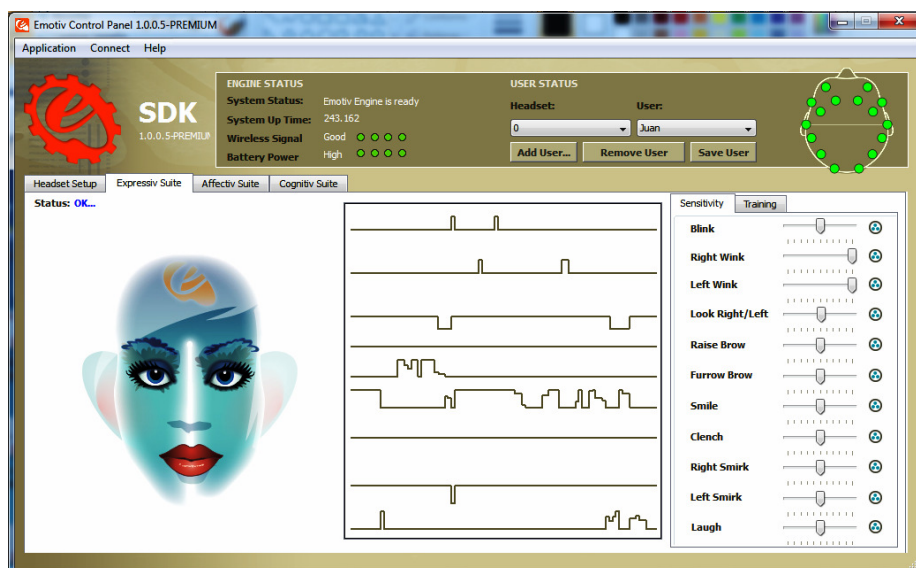 Emotiv Control Panel 1.0.0.5-PREMIUM
Application Connect Help
SDK
1.0.0.5-PREMIUM
ENGINE STATUS
System Status: Emotiv Engine is ready
System Up Time: 243.162
Wireless Signal Good
Battery Power High
USER STATUS
Headset: User:
0 Juan
Add User... Remove User Save User
Headset Setup Expressiv Suite Affectiv Suite Cognitiv Suite
Status: OK...
Sensitivity Training
Blink
Right Wink
Left Wink
Look Right/Left
Raise Brow
Furrow Brow
Smile
Clench
Right Smirk
Left Smirk
Laugh